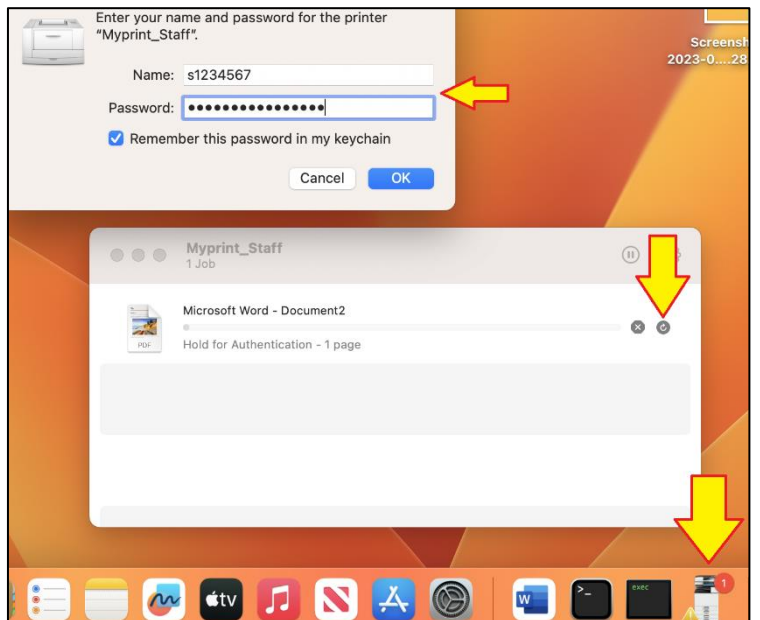 Enter your name and password for the printer
“Myprint_Staff”.
Name: s1234567
Password: ●●●●●●●●●●●●●●●●
Remember this password in my keychain
Cancel OK
Screensh
2023-0....28
Myprint_Staff
1 Job
Microsoft Word - Document2
Hold for Authentication - 1 page
PDF
tv
W
>_
exec
1